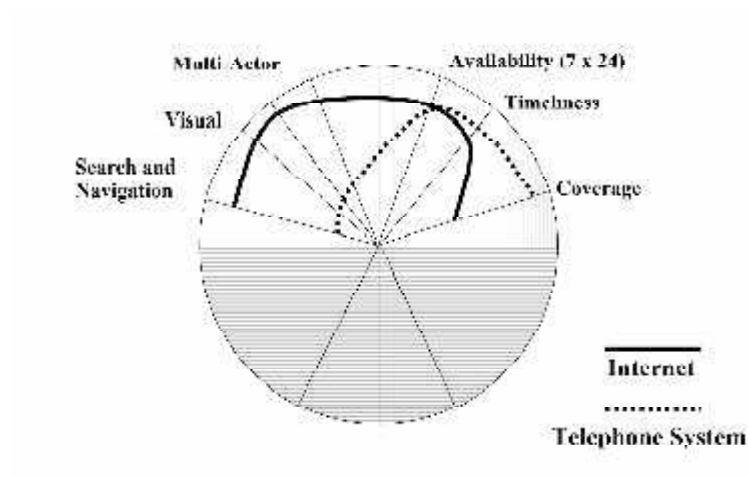 Multi Actor
Availability (7 x 24)
Visual
Timeliness
Search and
Navigation
Coverage
Internet
Telephone System